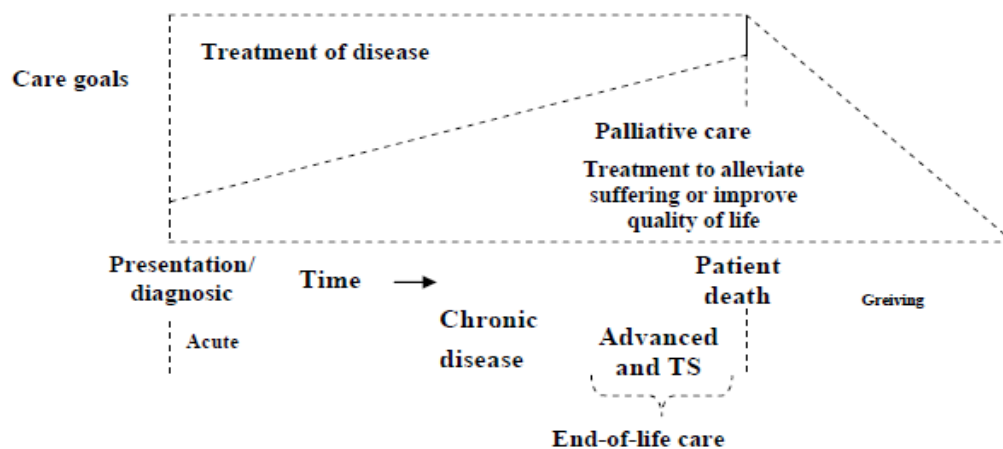 Treatment of disease
Care goals
Palliative care
Treatment to alleviate
suffering or improve
quality of life
Presentation/
diagnosic
Time
Patient
death
Greiving
Acute
Chronic
disease
Advanced
and TS
End-of-life care